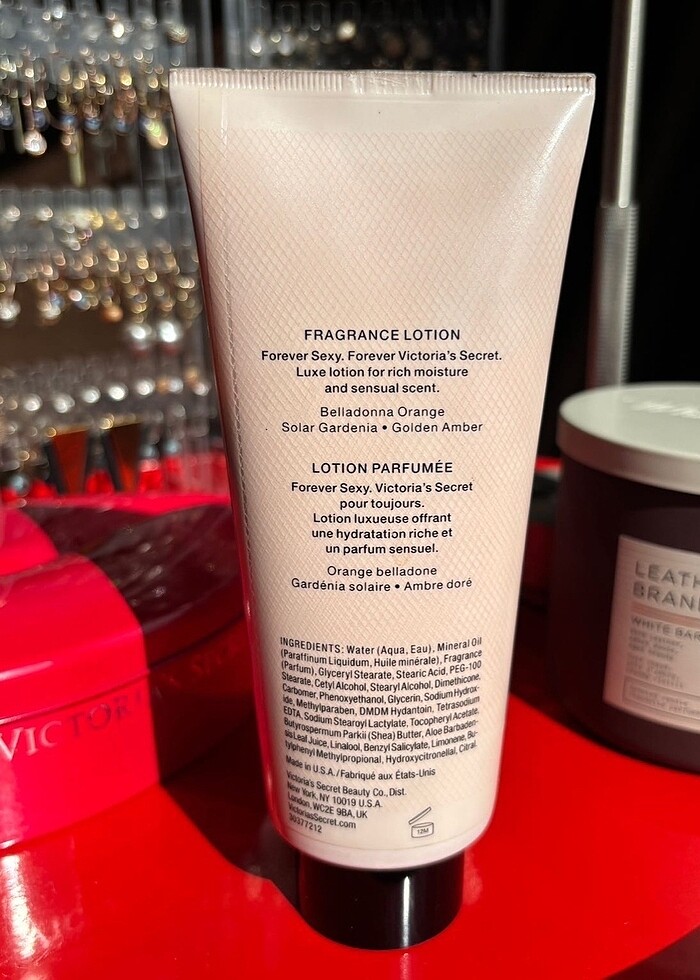 FRAGRANCE LOTION
Forever Sexy. Forever Victoria's Secret.
Luxe lotion for rich moisture
and sensual scent.
Belladonna Orange
Solar Gardenia • Golden Amber
LOTION PARFUMÉE
Forever Sexy. Victoria's Secret
pour toujours.
Lotion luxueuse offrant
une hydratation riche et
un parfum sensuel.
Orange belladone
Gardénia solaire • Ambre doré
INGREDIENTS: Water (Aqua, Eau), Mineral Oil
(Paraffinum Liquidum, Huile minérale), Fragrance
(Parfum), Glyceryl Stearate, Stearic Acid, PEG-100
Stearate, Cetyl Alcohol, Stearyl Alcohol, Dimethicone,
Carbomer, Phenoxyethanol, Glycerin, Sodium Hydrox-
ide, Methylparaben, DMDM Hydantoin, Tetrasodium
EDTA, Sodium Stearoyl Lactylate, Tocopheryl Acetate,
Butyrospermum Parkii (Shea) Butter, Aloe Barbaden-
sis Leaf Juice, Linalool, Benzyl Salicylate, Limonene, Bu-
tylphenyl Methylpropional, Hydroxycitronellal, Citral.
Made in U.S.A. / Fabriqué aux États-Unis
Victoria's Secret Beauty Co., Dist.
New York, NY 10019 U.S.A.
London, WC2E 9BA, UK
VictoriasSecret.com
30377212
12M
VICTORI
LEATH
BRAN
WHITE BAR